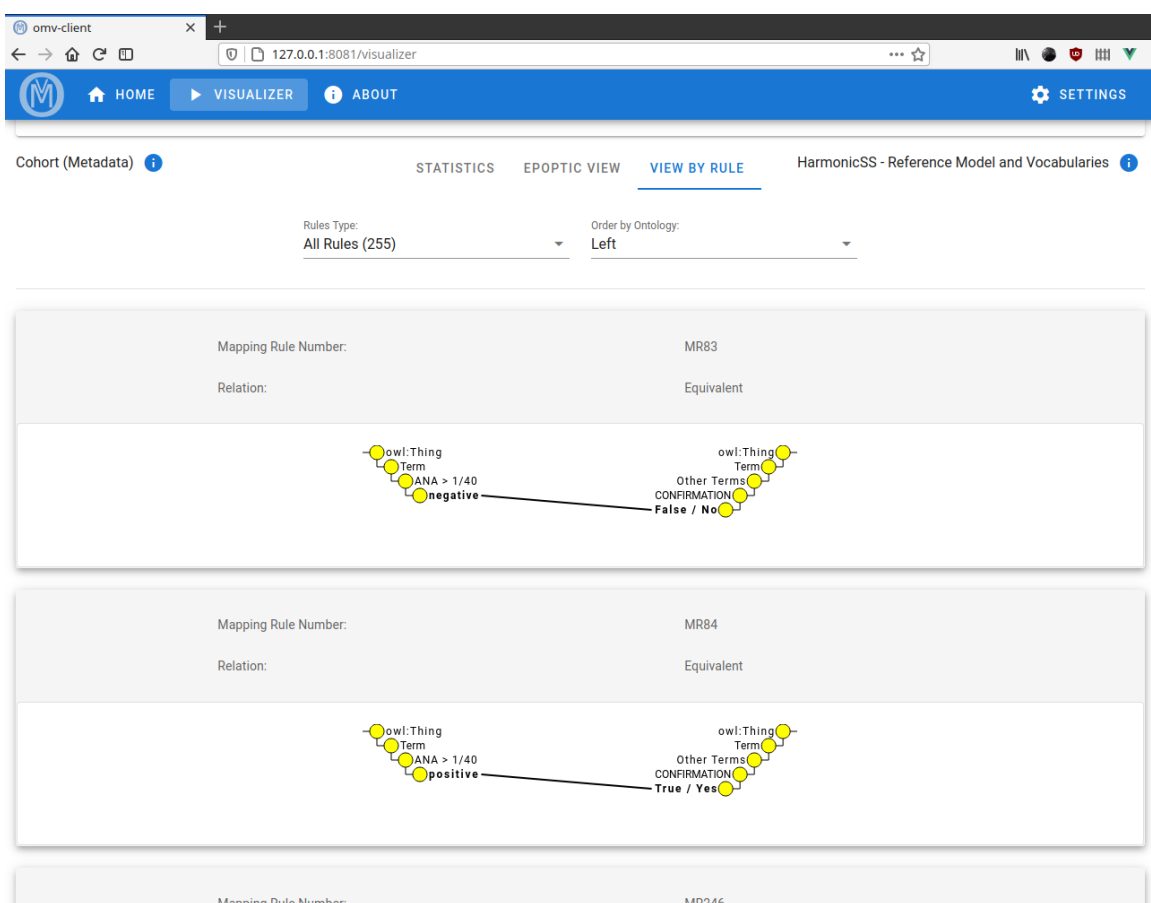 omv-client
127.0.0.1:8081/visualizer
HOME VISUALIZER ABOUT SETTINGS
Cohort (Metadata) STATISTICS EPOPTIC VIEW VIEW BY RULE HarmonicSS - Reference Model and Vocabularies
Rules Type: Order by Ontology:
All Rules (255) Left
Mapping Rule Number: MR83
Relation: Equivalent
owl:Thing owl:Thing
Term Term
ANA > 1/40 Other Terms
negative CONFIRMATION
False / No
Mapping Rule Number: MR84
Relation: Equivalent
owl:Thing owl:Thing
Term Term
ANA > 1/40 Other Terms
positive CONFIRMATION
True / Yes
Mapping Rule Number: MR246